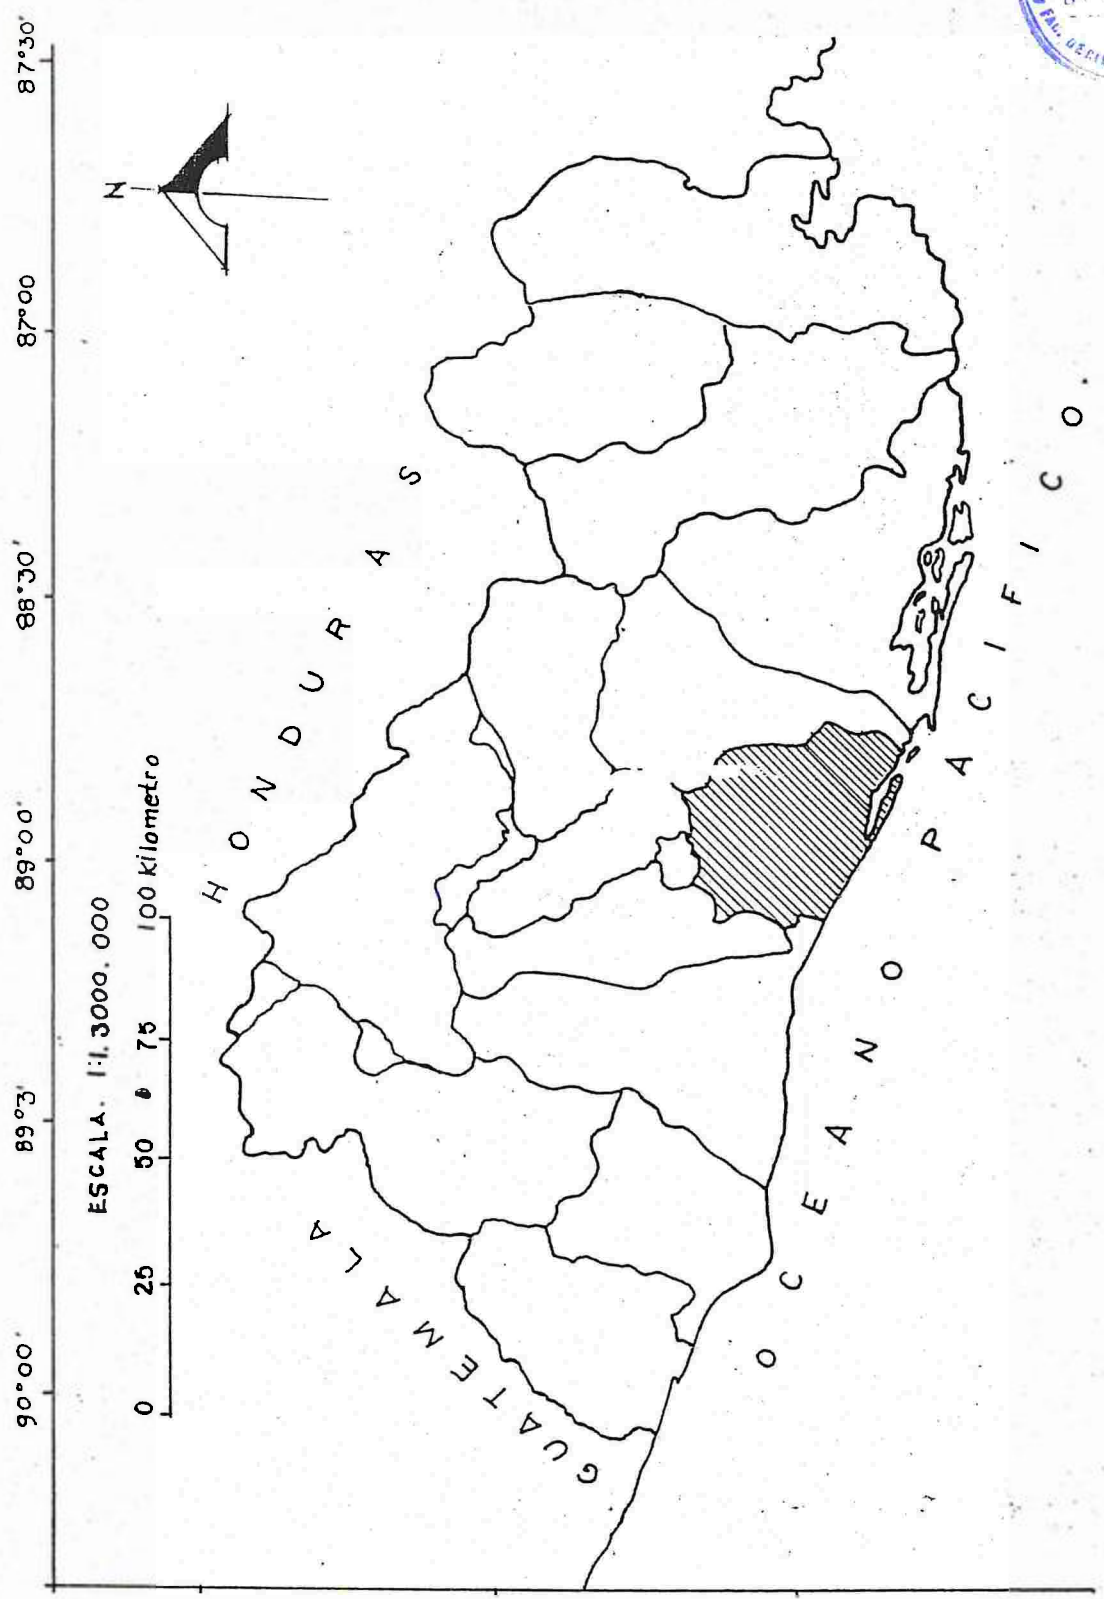 90°00'
89°3'
89°00'
88°30'
87°00
87°30'
ESCALA. 1:1.3000.000
0 25 50 75 100 Kilometro
N
HONDURAS
GUATEMALA
OCEANO PACIFICO
FAC.